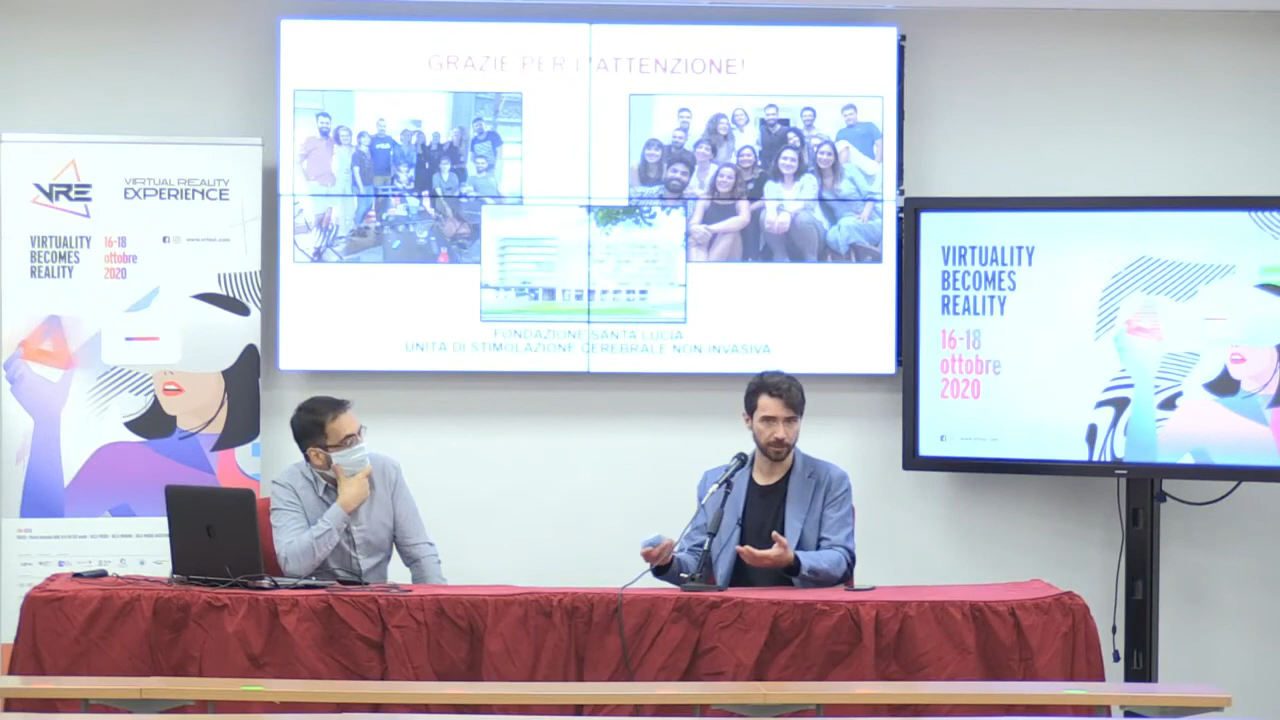 GRAZIE PER L'ATTENZIONE!
FONDAZIONE SANTA LUCIA
UNITÀ DI STIMOLAZIONE CEREBRALE NON INVASIVA
VRE
VIRTUAL REALITY
EXPERIENCE
VIRTUALITY
BECOMES
REALITY
16-18
ottobre
2020
VIRTUALITY
BECOMES
REALITY
16-18
ottobre
2020